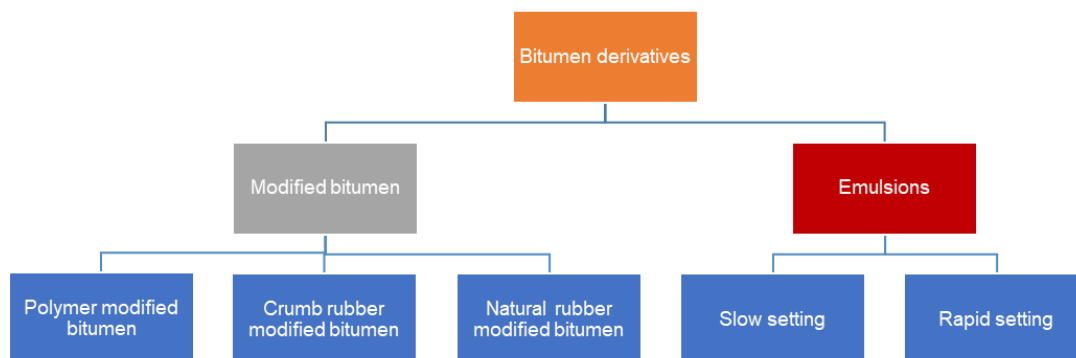 Bitumen derivatives
Modified bitumen
Emulsions
Polymer modified
bitumen
Crumb rubber
modified bitumen
Natural rubber
modified bitumen
Slow setting
Rapid setting